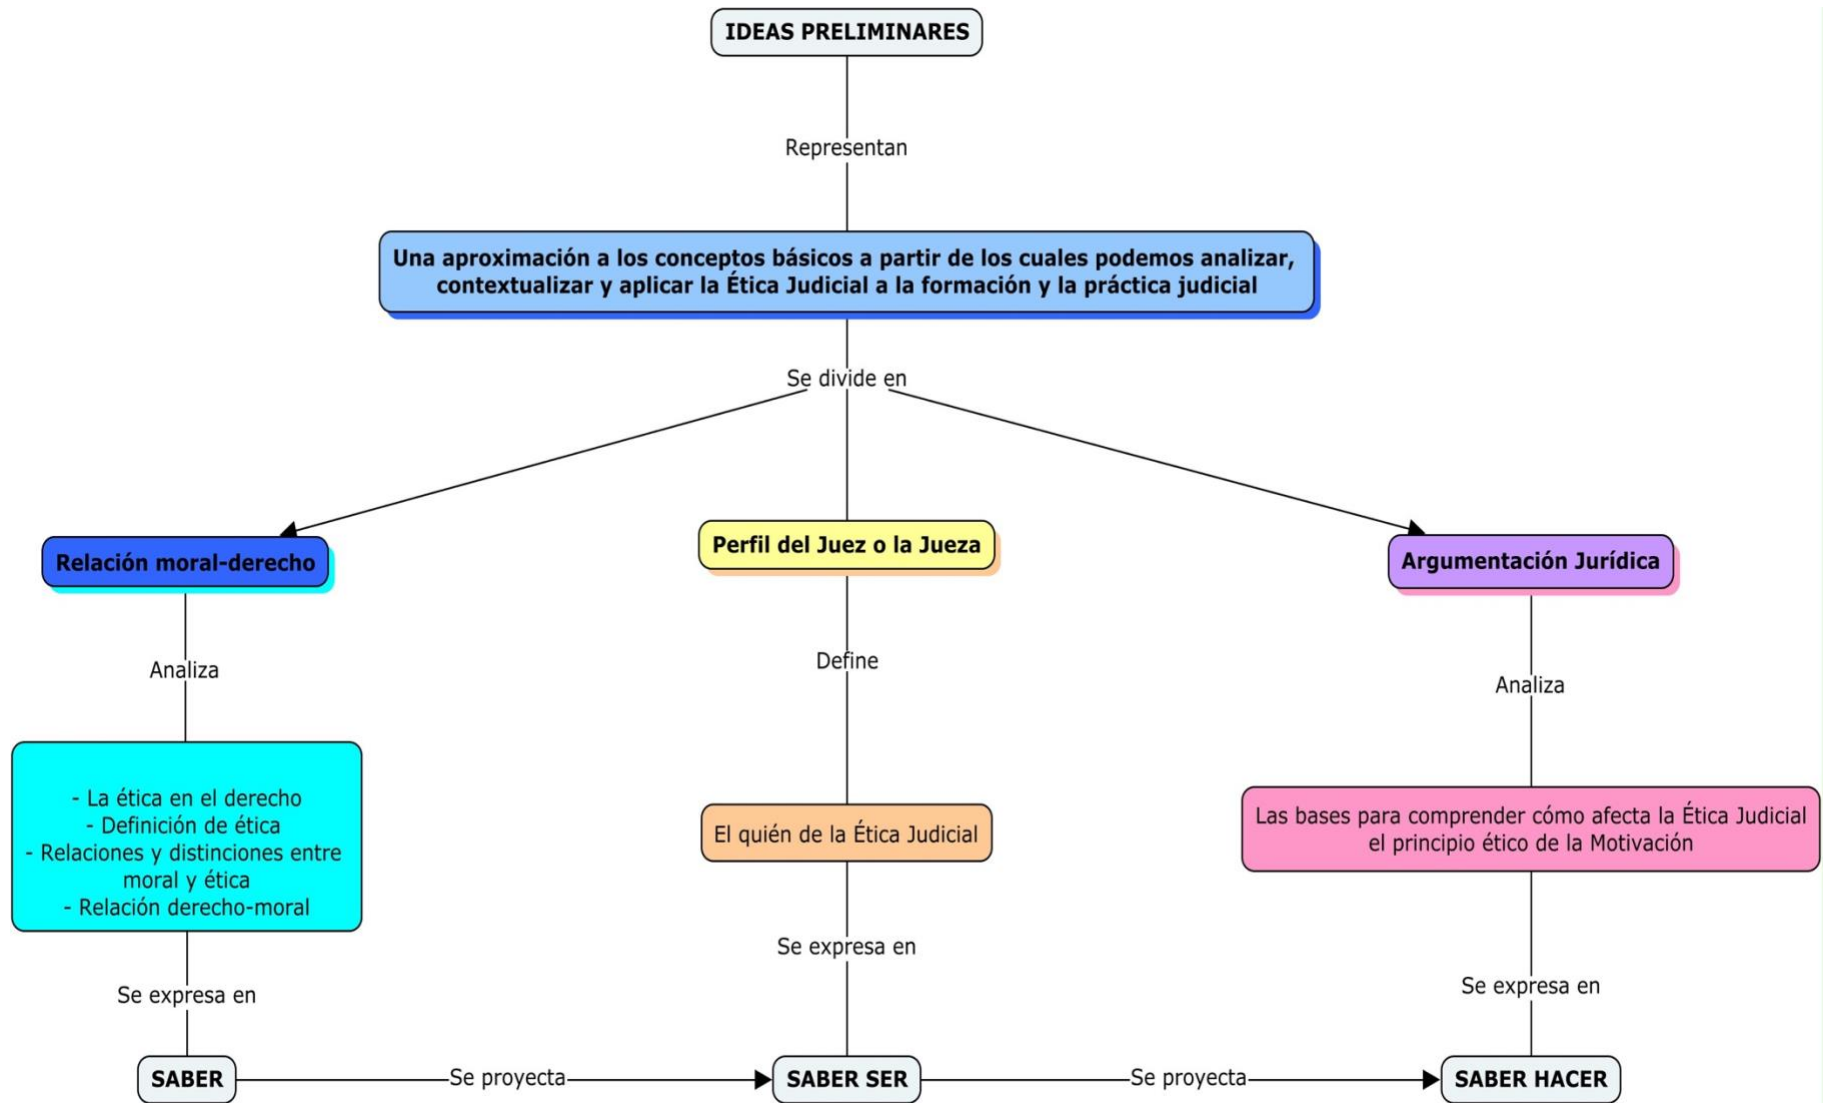 IDEAS PRELIMINARES
Representan
Una aproximación a los conceptos básicos a partir de los cuales podemos analizar,
contextualizar y aplicar la Ética Judicial a la formación y la práctica judicial
Se divide en
Relación moral-derecho
Perfil del Juez o la Jueza
Argumentación Jurídica
Analiza
Define
Analiza
- La ética en el derecho
- Definición de ética
- Relaciones y distinciones entre
moral y ética
- Relación derecho-moral
El quién de la Ética Judicial
Las bases para comprender cómo afecta la Ética Judicial
el principio ético de la Motivación
Se expresa en
Se expresa en
Se expresa en
SABER
Se proyecta
SABER SER
Se proyecta
SABER HACER